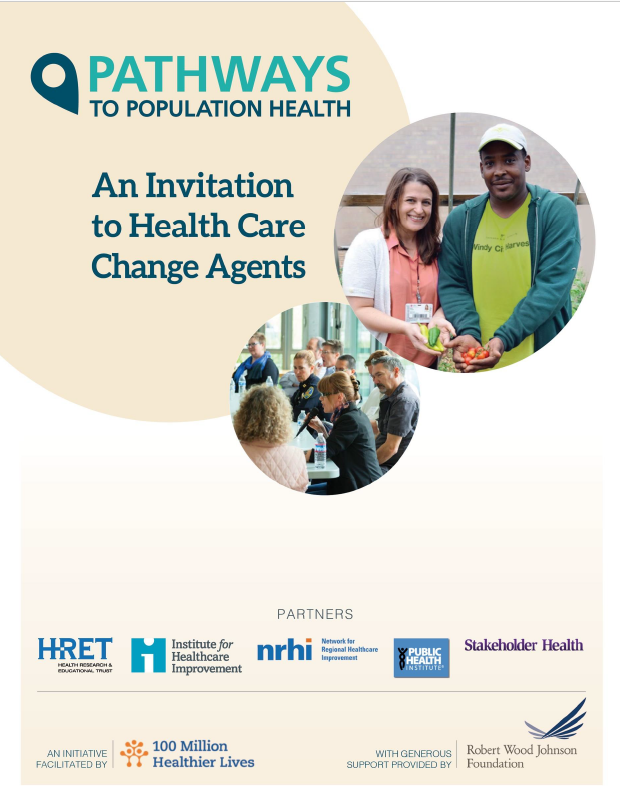 PATHWAYS
TO POPULATION HEALTH
An Invitation
to Health Care
Change Agents
Windy City Harvest
PARTNERS
HRET
HEALTH RESEARCH &
EDUCATIONAL TRUST
Institute for
Healthcare
Improvement
nrhi
Network for
Regional Healthcare
Improvement
PUBLIC
HEALTH
INSTITUTE®
Stakeholder Health
AN INITIATIVE
FACILITATED BY
100 Million
Healthier Lives
WITH GENEROUS
SUPPORT PROVIDED BY
Robert Wood Johnson
Foundation